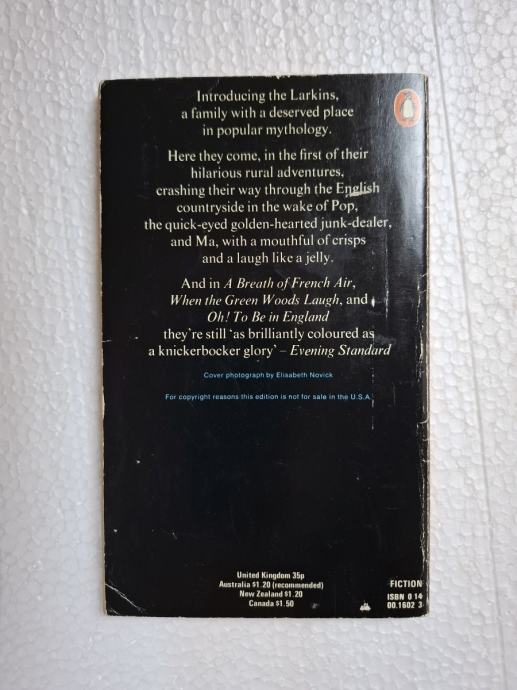 Introducing the Larkins,
a family with a deserved place
in popular mythology.
Here they come, in the first of their
hilarious rural adventures,
crashing their way through the English
countryside in the wake of Pop,
the quick-eyed golden-hearted junk-dealer,
and Ma, with a mouthful of crisps
and a laugh like a jelly.
And in A Breath of French Air,
When the Green Woods Laugh, and
Oh! To Be in England
they're still ‘as brilliantly coloured as
a knickerbocker glory’ – Evening Standard
Cover photograph by Elisabeth Novick
For copyright reasons this edition is not for sale in the U.S.A.
United Kingdom 35p
Australia $1.20 (recommended)
New Zealand $1.20
Canada $1.50
FICTION
ISBN 0 14
00.1602 3